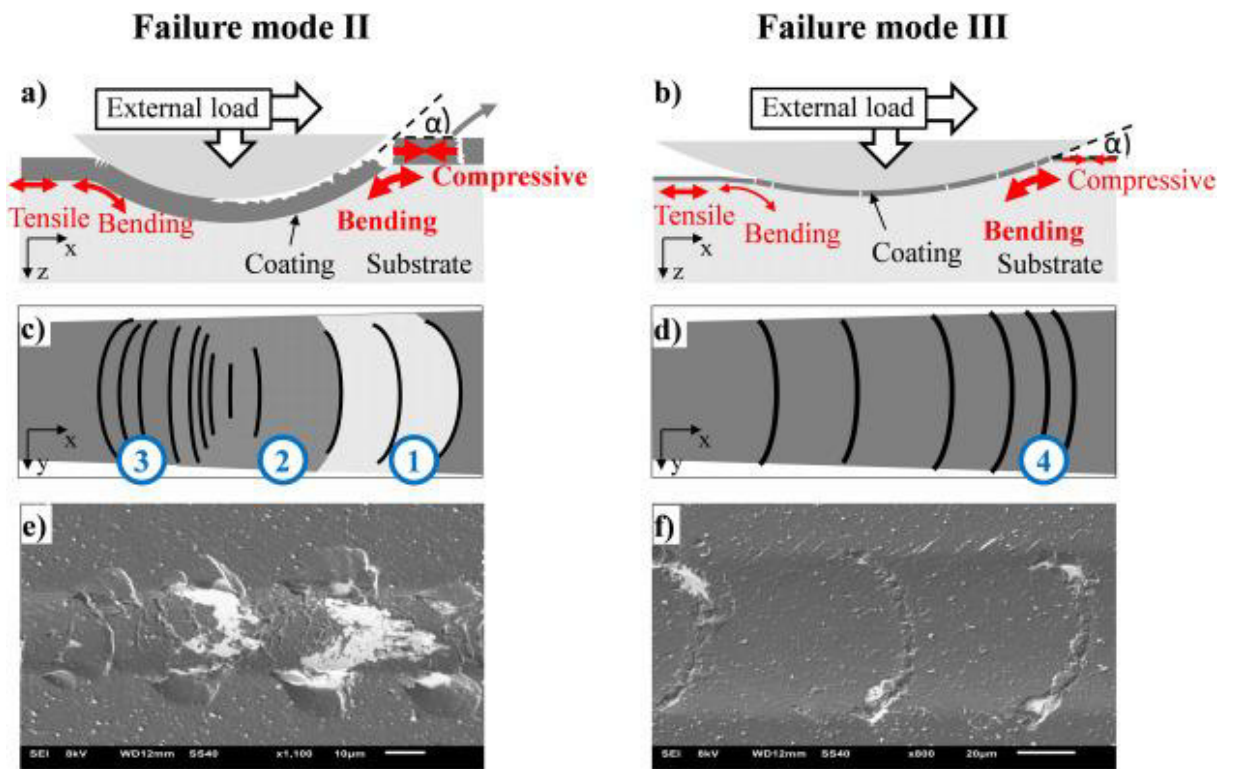 Failure mode II
Failure mode III
a)
External load
α)
Compressive
Tensile
Bending
Bending
Coating
Substrate
x
z
b)
External load
α)
Compressive
Tensile
Bending
Bending
Coating
Substrate
x
z
c)
x
y
3
2
1
d)
x
y
4
e)
SEI 8kV WD12mm SS40 x1,100 10µm
f)
SEI 8kV WD12mm SS40 x800 20µm